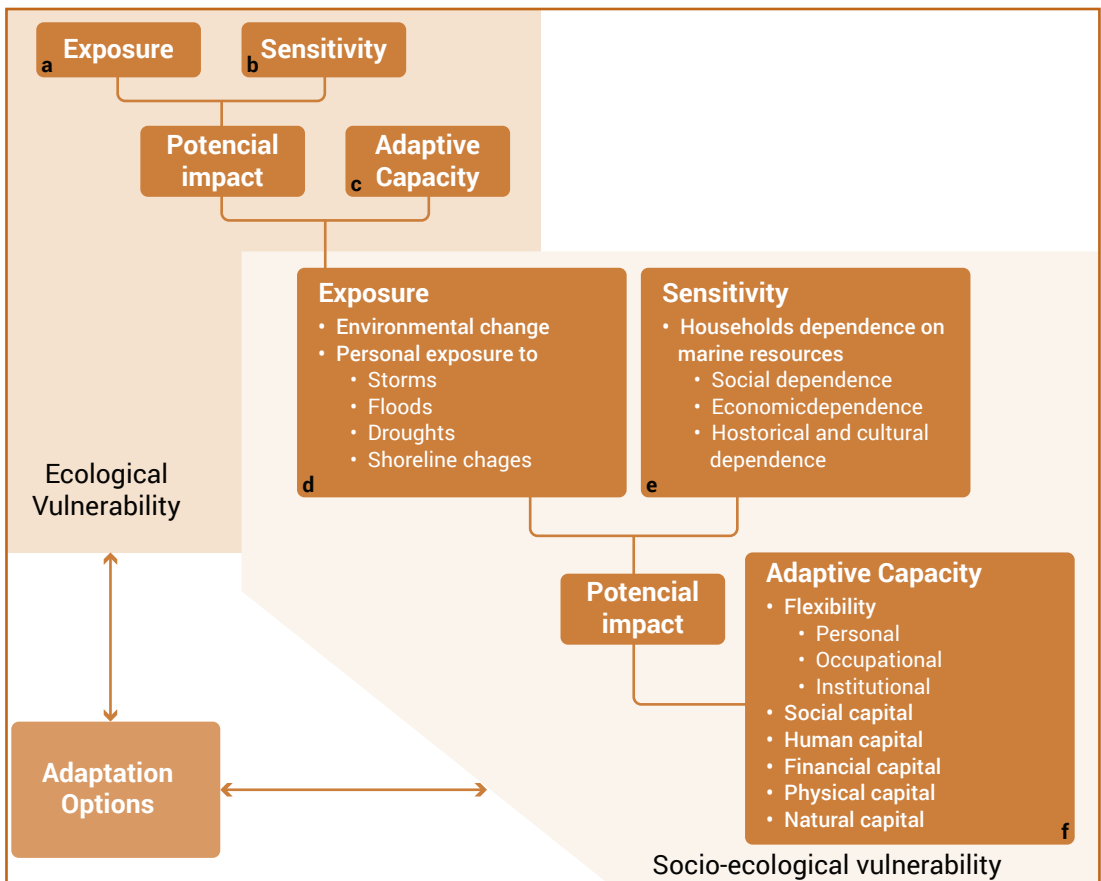 Exposure
a
Sensitivity
b
Potencial
impact
Adaptive
Capacity
c
Exposure
• Environmental change
• Personal exposure to
• Storms
• Floods
• Droughts
• Shoreline chages
d
Sensitivity
• Households dependence on
marine resources
• Social dependence
• Economicdependence
• Hostorical and cultural
dependence
e
Ecological
Vulnerability
Potencial
impact
Adaptive Capacity
• Flexibility
• Personal
• Occupational
• Institutional
• Social capital
• Human capital
• Financial capital
• Physical capital
• Natural capital
f
Adaptation
Options
Socio-ecological vulnerability